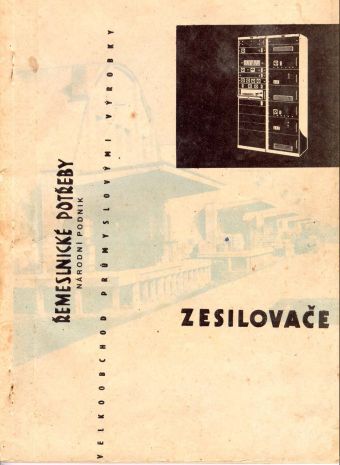 ŘEMESLNICKÉ POTŘEBY
NÁRODNÍ PODNIK
VELKOOBCHOD PRŮMYSLOVÝMI VÝROBKY
ZESILOVAČE